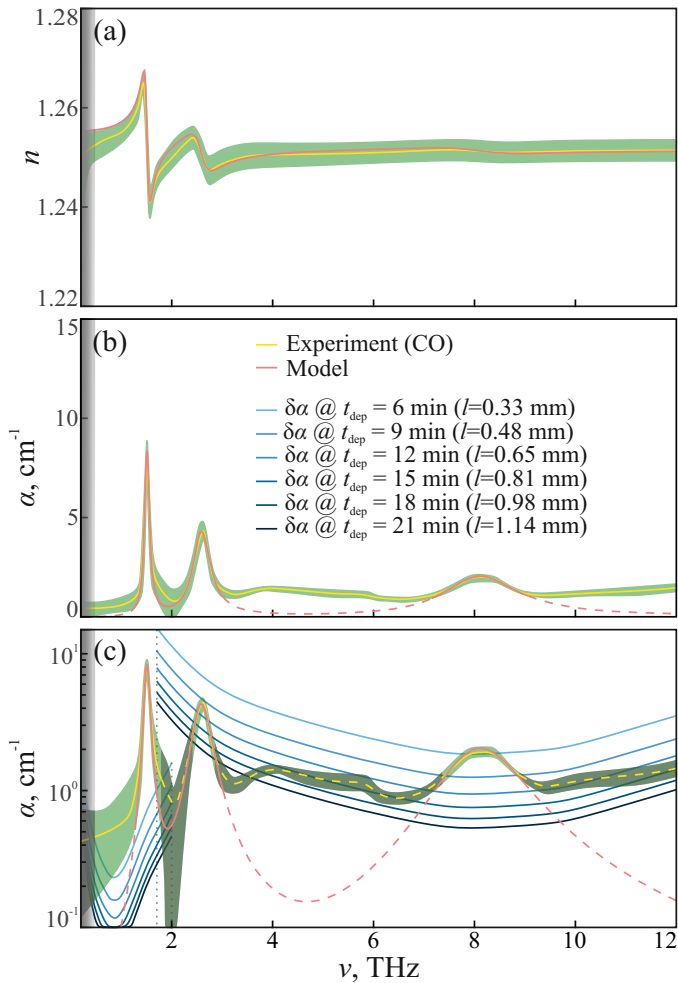 1.28
(a)
1.26
n
1.24
1.22
15
(b)
Experiment (CO)
Model
10
δα @ t_dep = 6 min (l=0.33 mm)
δα @ t_dep = 9 min (l=0.48 mm)
α, cm⁻¹
δα @ t_dep = 12 min (l=0.65 mm)
δα @ t_dep = 15 min (l=0.81 mm)
5
δα @ t_dep = 18 min (l=0.98 mm)
δα @ t_dep = 21 min (l=1.14 mm)
0
(c)
10¹
α, cm⁻¹
10⁰
10⁻¹
2 4 6 8 10 12
ν, THz